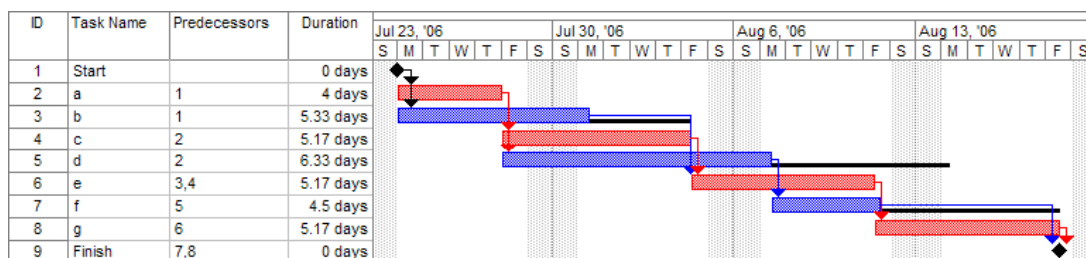 ID Task Name Predecessors Duration
Jul 23, '06 Jul 30, '06 Aug 6, '06 Aug 13, '06
S M T W T F S S M T W T F S S M T W T F S S M T W T F S
1 Start 0 days
2 a 1 4 days
3 b 1 5.33 days
4 c 2 5.17 days
5 d 2 6.33 days
6 e 3,4 5.17 days
7 f 5 4.5 days
8 g 6 5.17 days
9 Finish 7,8 0 days